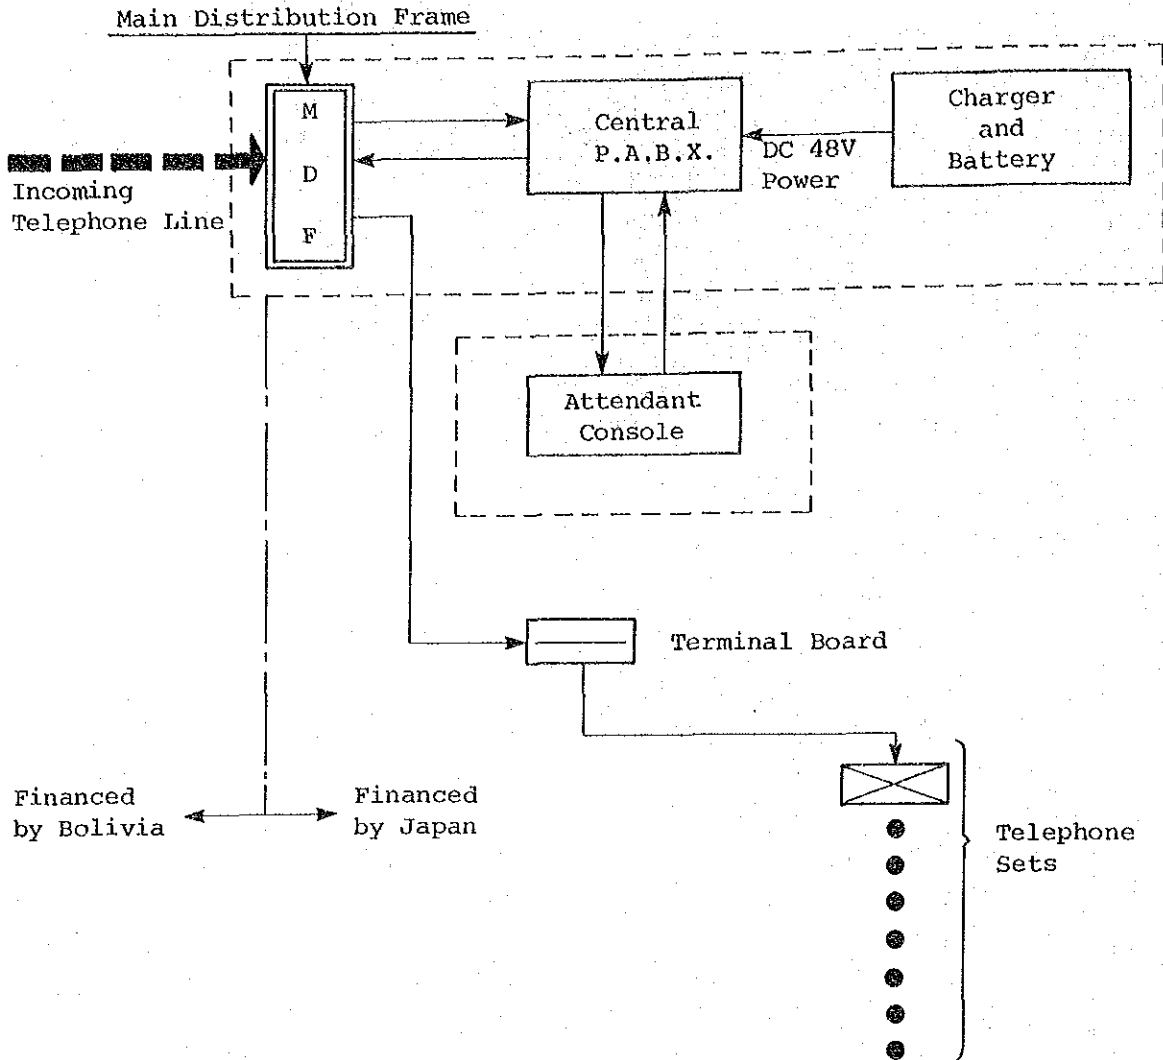 Main Distribution Frame
M
D
F
Incoming
Telephone Line
Central
P.A.B.X.
DC 48V
Power
Charger
and
Battery
Attendant
Console
Terminal Board
Financed
by Bolivia
Financed
by Japan
Telephone
Sets